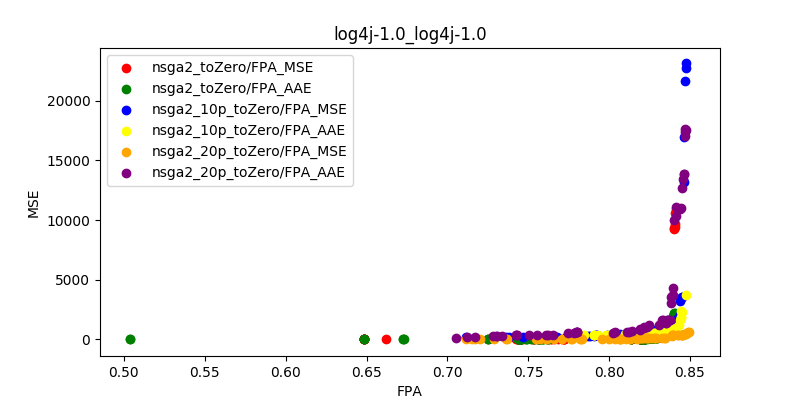 log4j-1.0_log4j-1.0
nsga2_toZero/FPA_MSE
nsga2_toZero/FPA_AAE
nsga2_10p_toZero/FPA_MSE
nsga2_10p_toZero/FPA_AAE
nsga2_20p_toZero/FPA_MSE
nsga2_20p_toZero/FPA_AAE
MSE
20000
15000
10000
5000
0
0.50 0.55 0.60 0.65 0.70 0.75 0.80 0.85
FPA